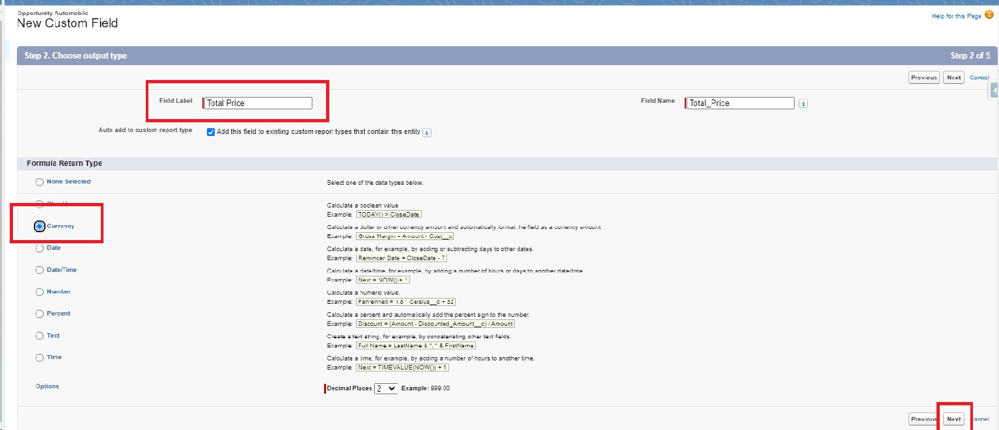 Opportunity Automobile
New Custom Field
Help for this Page
Step 2. Choose output type
Step 2 of 5
Previous Next Cancel
Field Label Total Price
Field Name Total_Price
Auto add to custom report type Add this field to existing custom report types that contain this entity
Formula Return Type
None Selected Select one of the data types below.
Calculate a boolean value
Example: TODAY() > CloseDate
Currency Calculate a dollar or other currency amount and automatically format the field as a currency amount.
Example: Gross Margin = Amount - Cost__c
Date Calculate a date, for example, by adding or subtracting days to other dates.
Example: Reminder Date = CloseDate - 7
Date/Time Calculate a date/time, for example, by adding a number of hours or days to another date/time.
Example: Next = NOW() + 1
Number Calculate a numeric value.
Example: Fahrenheit = 1.8 * Celsius__c + 32
Percent Calculate a percent and automatically add the percent sign to the number.
Example: Discount = (Amount - Discounted_Amount__c) / Amount
Text Create a text string, for example, by concatenating other text fields.
Example: Full Name = LastName & ", " & FirstName
Time Calculate a time, for example, by adding a number of hours to another time.
Example: Next = TIMEVALUE(NOW()) + 1
Options Decimal Places 2 Example: 999.00
Previous Next Cancel